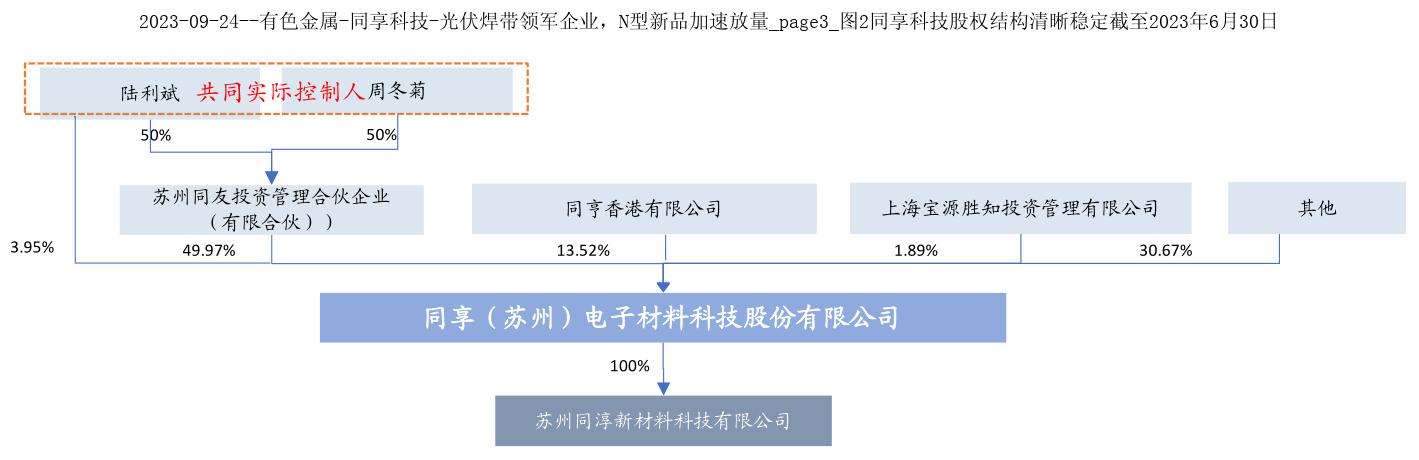 2023-09-24--有色金属-同享科技-光伏焊带领军企业，N型新品加速放量_page3_图2同享科技股权结构清晰稳定截至2023年6月30日
陆利斌 共同实际控制人 周冬菊
50%
50%
苏州同友投资管理合伙企业
（有限合伙））
同亨香港有限公司
上海宝源胜知投资管理有限公司
其他
3.95%
49.97%
13.52%
1.89%
30.67%
同享（苏州）电子材料科技股份有限公司
100%
苏州同淳新材料科技有限公司